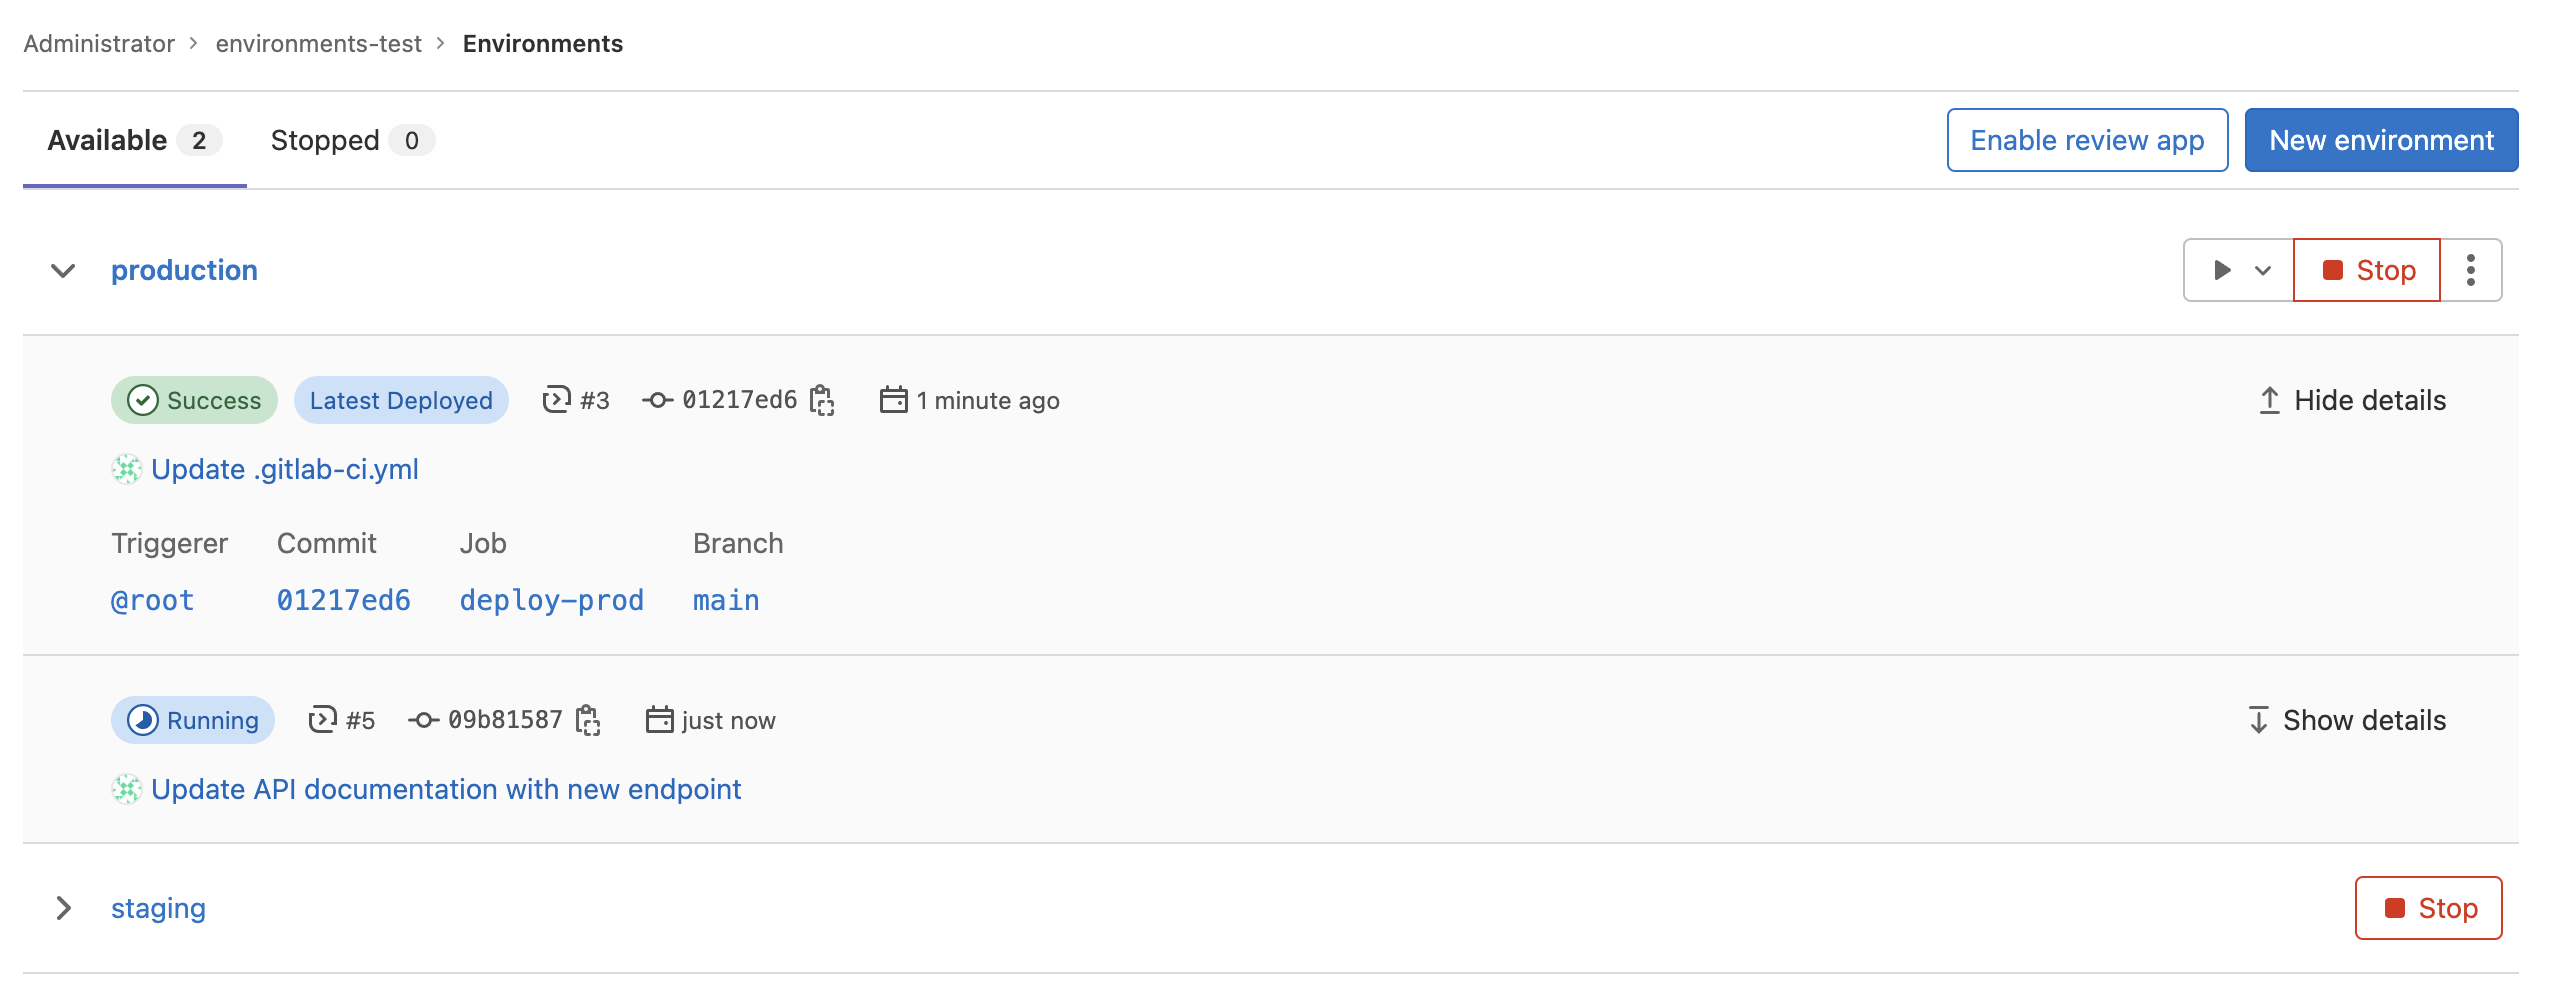 Administrator > environments-test > Environments
Available 2 Stopped 0 Enable review app New environment
production Stop
Success Latest Deployed #3 01217ed6 1 minute ago Hide details
Update .gitlab-ci.yml
Triggerer Commit Job Branch
@root 01217ed6 deploy-prod main
Running #5 09b81587 just now Show details
Update API documentation with new endpoint
staging Stop